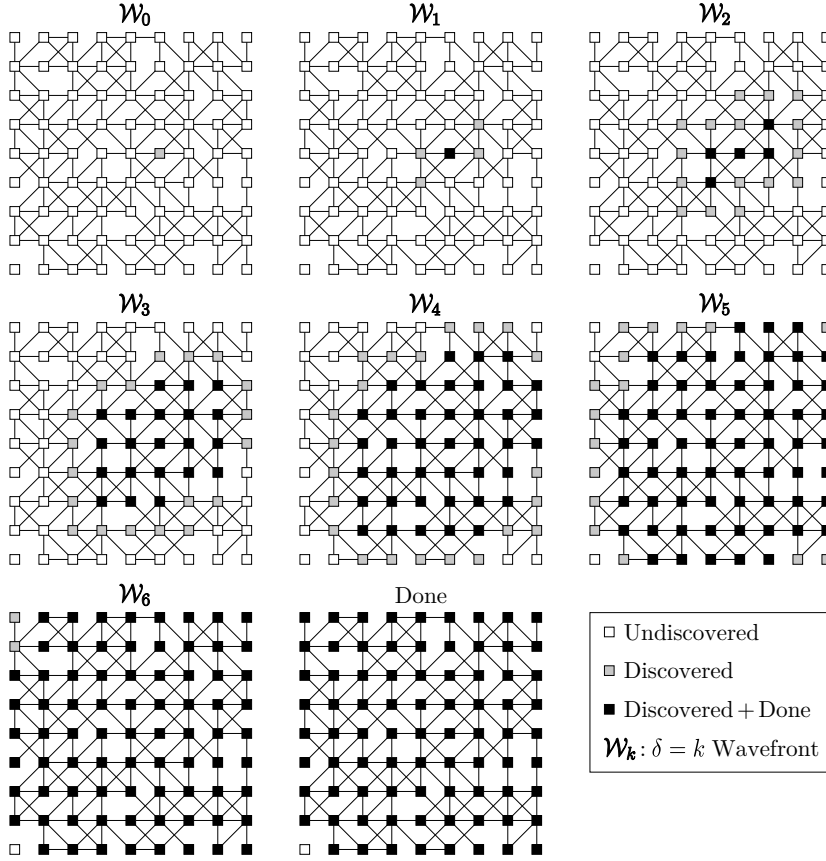 𝓦₀ 𝓦₁ 𝓦₂
𝓦₃ 𝓦₄ 𝓦₅
𝓦₆ Done
Undiscovered
Discovered
Discovered + Done
𝓦ₖ: δ = k Wavefront